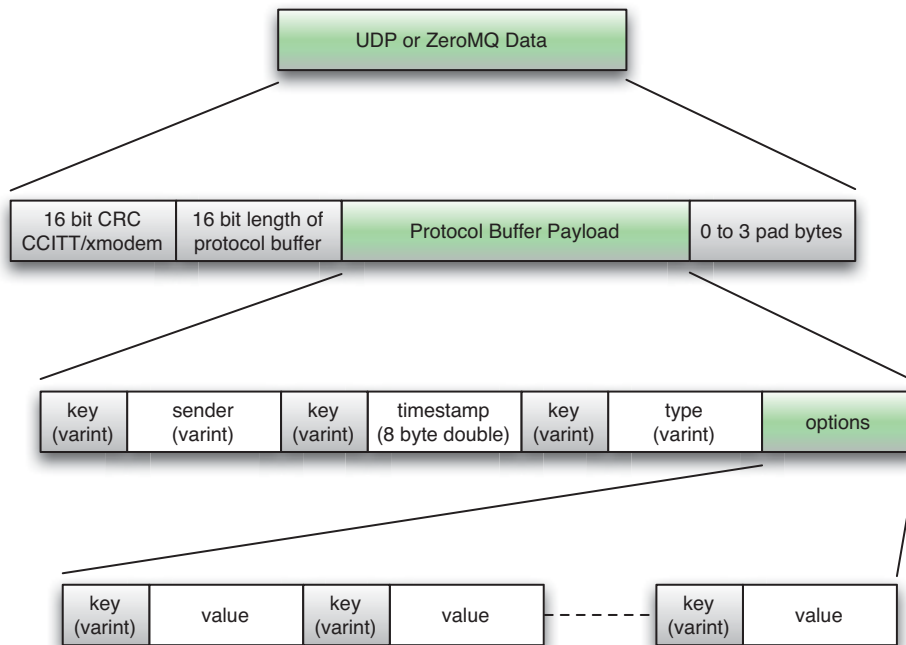 UDP or ZeroMQ Data
16 bit CRC
CCITT/xmodem
16 bit length of
protocol buffer
Protocol Buffer Payload
0 to 3 pad bytes
key
(varint)
sender
(varint)
key
(varint)
timestamp
(8 byte double)
key
(varint)
type
(varint)
options
key
(varint)
value
key
(varint)
value
key
(varint)
value